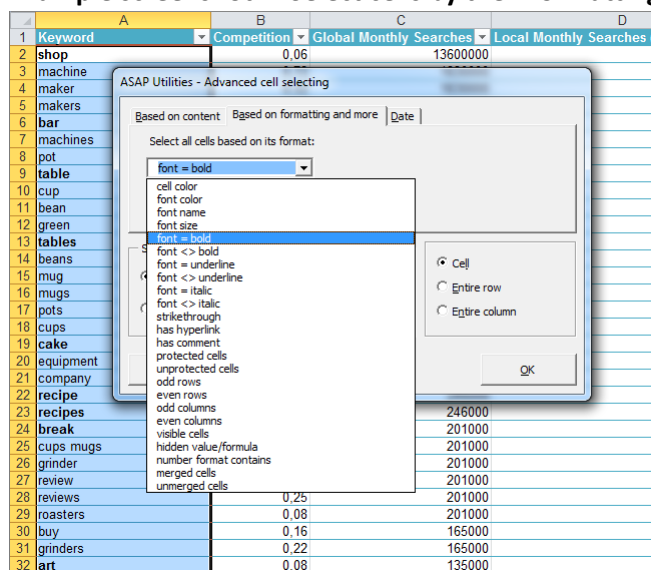 A B C D
1 Keyword Competition Global Monthly Searches Local Monthly Searches
2 shop 0,06 13600000
3 machine
4 maker
5 makers
6 bar
7 machines
8 pot
9 table
10 cup
11 bean
12 green
13 tables
14 beans
15 mug
16 mugs
17 pots
18 cups
19 cake
20 equipment
21 company
22 recipe
23 recipes 246000
24 break 201000
25 cups mugs 201000
26 grinder 201000
27 review 201000
28 reviews 0,25 201000
29 roasters 0,08 201000
30 buy 0,16 165000
31 grinders 0,22 165000
32 art 0,08 135000
ASAP Utilities - Advanced cell selecting
Based on content Based on formatting and more Date
Select all cells based on its format:
font = bold
cell color
font color
font name
font size
font = bold
font <> bold
font = underline
font <> underline
font = italic
font <> italic
strikethrough
has hyperlink
has comment
protected cells
unprotected cells
odd rows
even rows
odd columns
even columns
visible cells
hidden value/formula
number format contains
merged cells
unmerged cells
Cell
Entire row
Entire column
OK